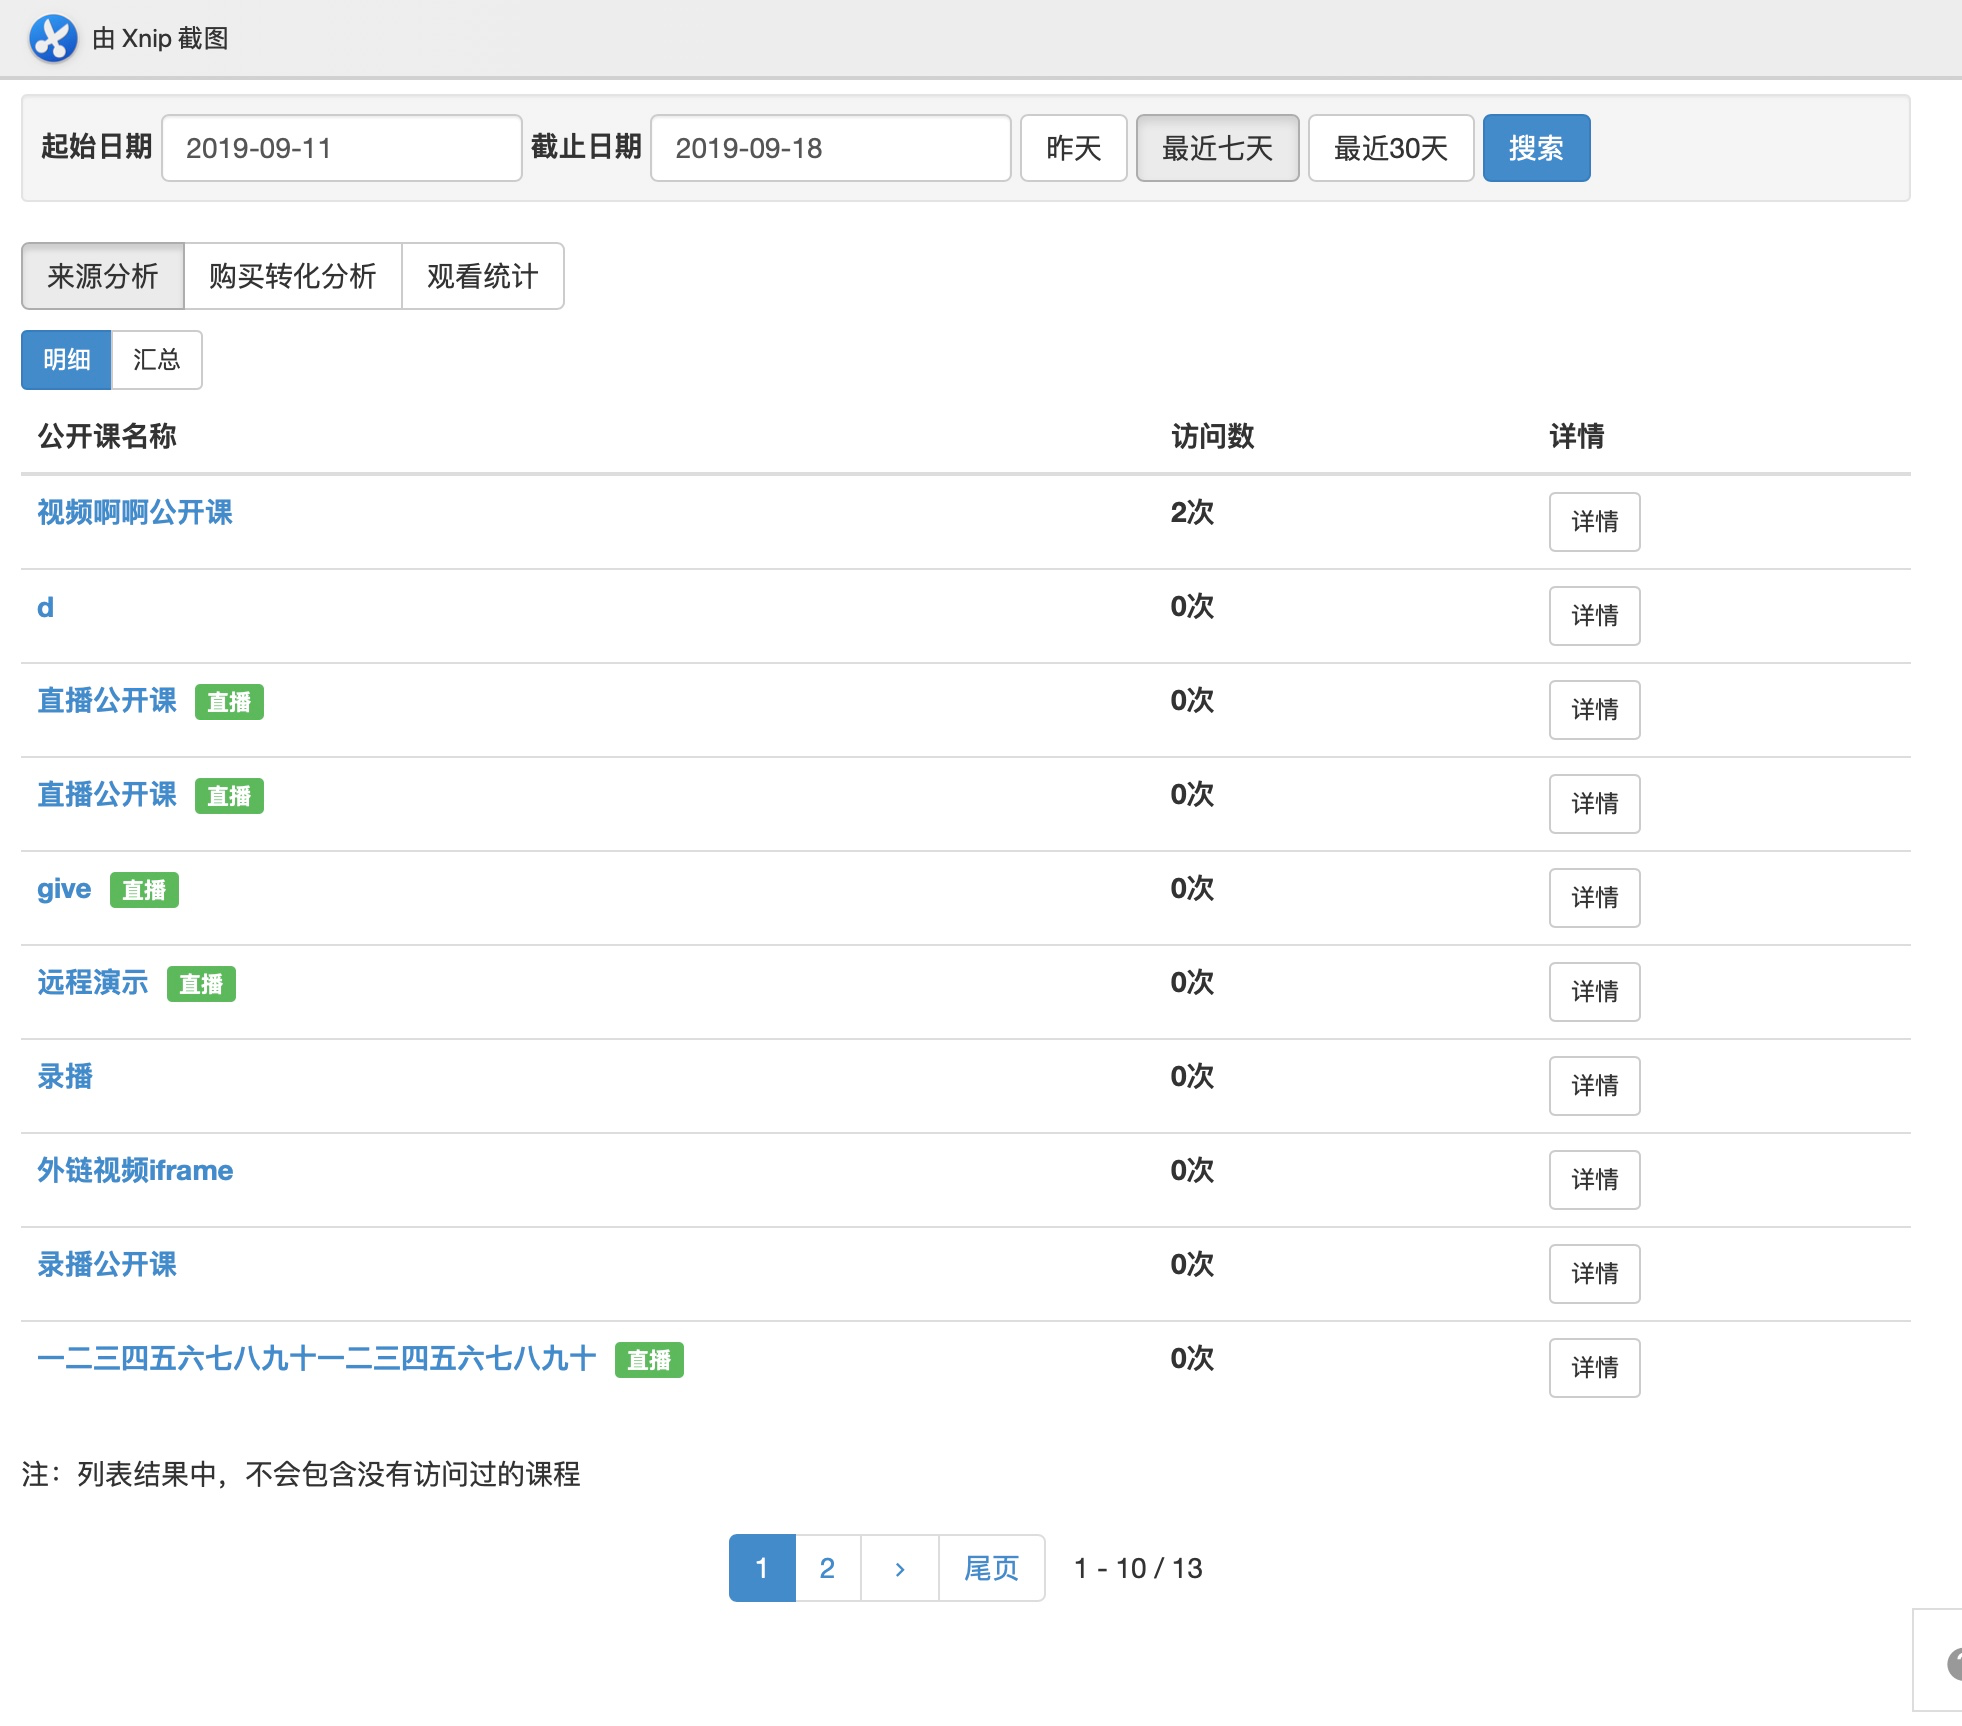 由 Xnip 截图
起始日期 2019-09-11 截止日期 2019-09-18 昨天 最近七天 最近30天 搜索
来源分析 购买转化分析 观看统计
明细 汇总
公开课名称 访问数 详情
视频啊啊公开课 2次 详情
d 0次 详情
直播公开课 直播 0次 详情
直播公开课 直播 0次 详情
give 直播 0次 详情
远程演示 直播 0次 详情
录播 0次 详情
外链视频iframe 0次 详情
录播公开课 0次 详情
一二三四五六七八九十一二三四五六七八九十 直播 0次 详情
注：列表结果中，不会包含没有访问过的课程
1 2 › 尾页 1 - 10 / 13